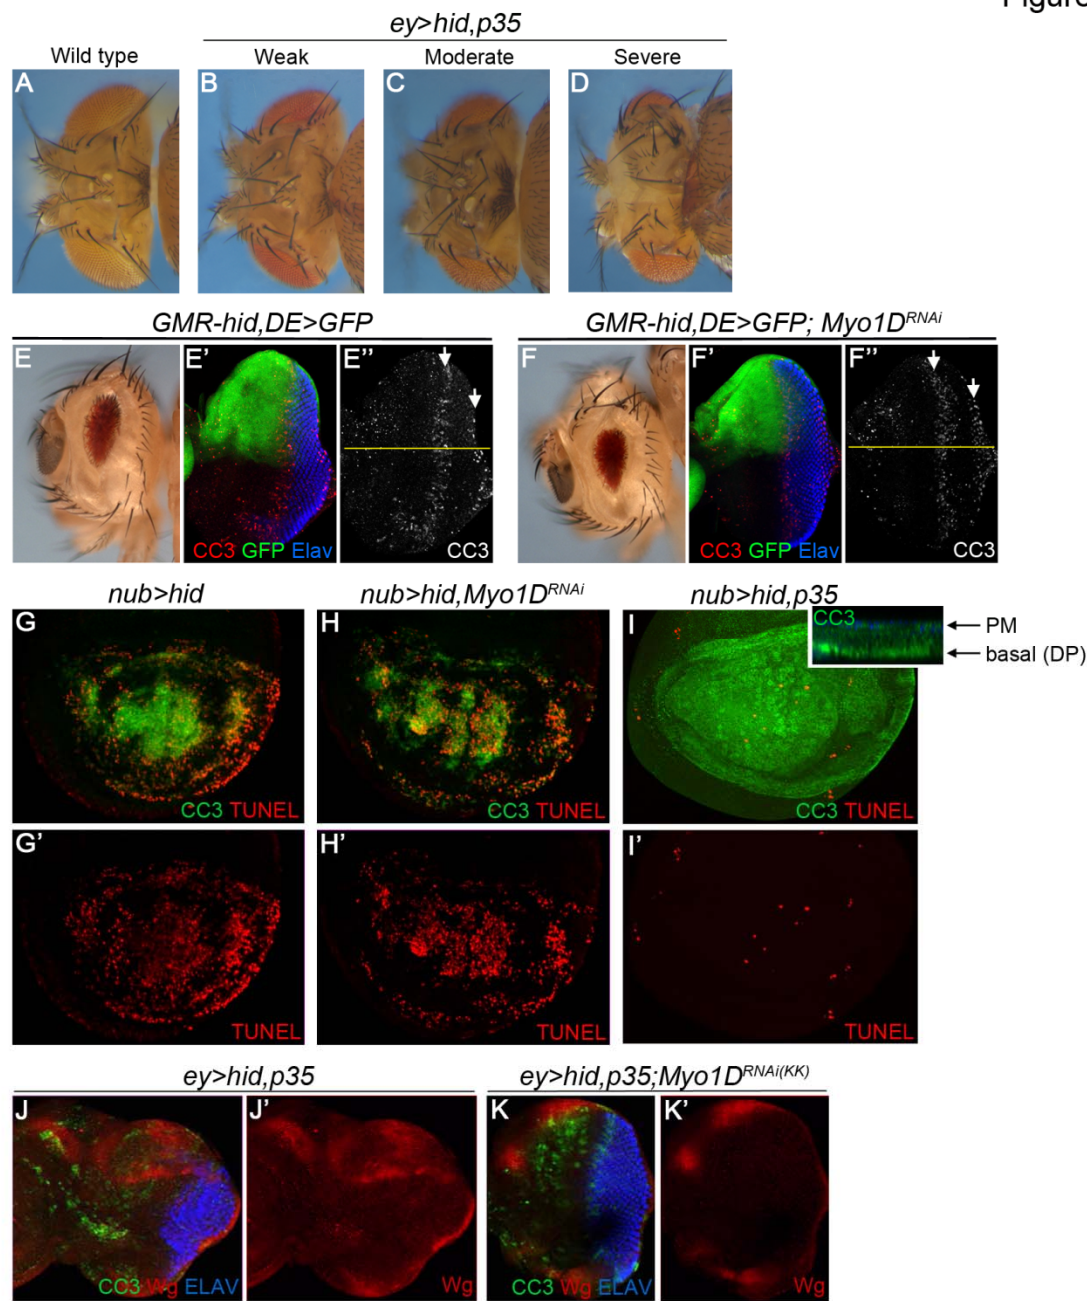 Figure
ey>hid,p35
Wild type Weak Moderate Severe
A B C D
GMR-hid,DE>GFP GMR-hid,DE>GFP; Myo1D^RNAi
E E' E'' F F' F''
CC3 GFP Elav CC3 CC3 GFP Elav CC3
nub>hid nub>hid,Myo1D^RNAi nub>hid,p35
G H I CC3 PM
basal (DP)
CC3 TUNEL CC3 TUNEL CC3 TUNEL
G' H' I'
TUNEL TUNEL TUNEL
ey>hid,p35 ey>hid,p35;Myo1D^RNAi(KK)
J J' K K'
CC3 Wg ELAV Wg CC3 Wg ELAV Wg